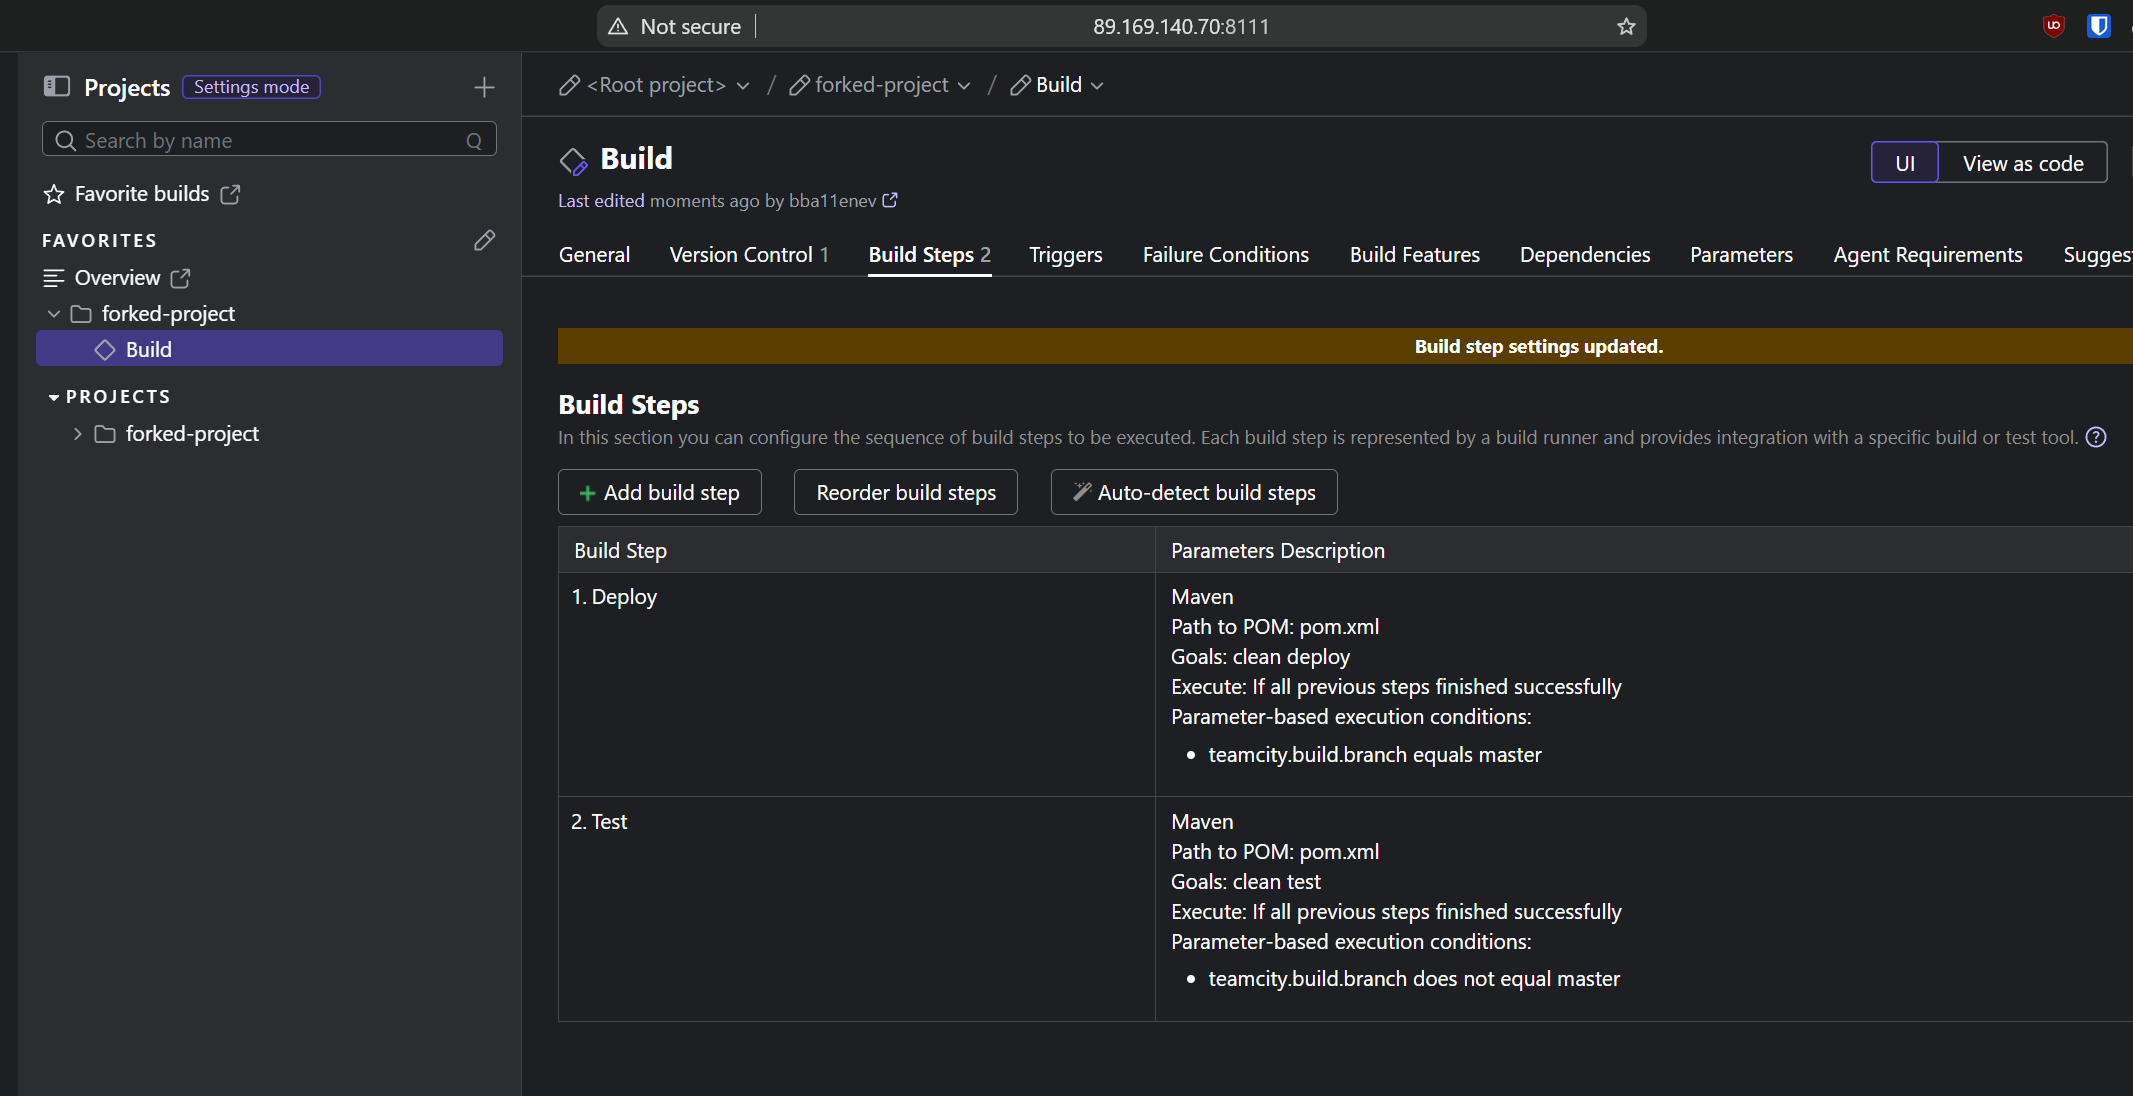 Not secure
89.169.140.70:8111
Projects
Settings mode
Search by name
Q
Favorite builds
FAVORITES
Overview
forked-project
Build
PROJECTS
forked-project
<Root project> / forked-project / Build
Build
Last edited moments ago by bba11enev
UI
View as code
General
Version Control 1
Build Steps 2
Triggers
Failure Conditions
Build Features
Dependencies
Parameters
Agent Requirements
Sugges
Build step settings updated.
Build Steps
In this section you can configure the sequence of build steps to be executed. Each build step is represented by a build runner and provides integration with a specific build or test tool.
Add build step
Reorder build steps
Auto-detect build steps
Build Step
Parameters Description
1. Deploy
Maven
Path to POM: pom.xml
Goals: clean deploy
Execute: If all previous steps finished successfully
Parameter-based execution conditions:
• teamcity.build.branch equals master
2. Test
Maven
Path to POM: pom.xml
Goals: clean test
Execute: If all previous steps finished successfully
Parameter-based execution conditions:
• teamcity.build.branch does not equal master